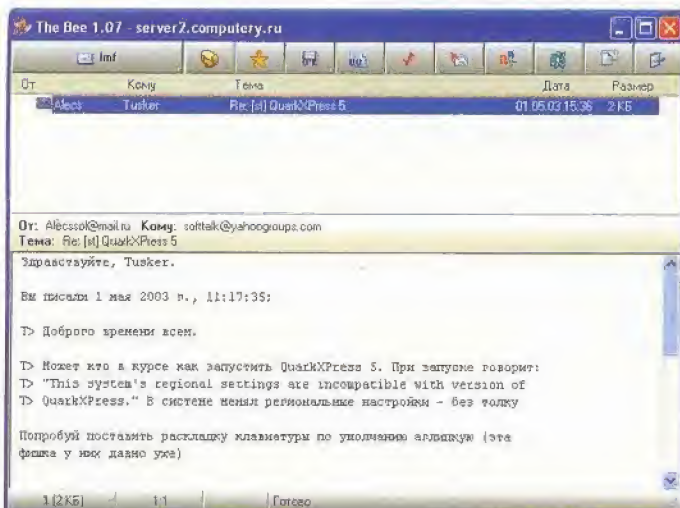 The Bee 1.07 - server2.computery.ru
lmf
От Кому Тема Дата Размер
Alecs Tusker Re: [st] QuarkXPress 5 01.05.03 15:36 2 КБ
От: Alecssok@mail.ru Кому: softtalk@yahoogroups.com
Тема: Re: [st] QuarkXPress 5
Здравствуйте, Tusker.
Вы писали 1 мая 2003 г., 11:17:35:
T> Доброго времени всем.
T> Может кто в курсе как запустить QuarkXPress 5. При запуске говорит:
T> "This system's regional settings are incompatible with version of
T> QuarkXPress." В системе менял региональные настройки - без толку
Попробуй поставить раскладку клавиатуры по умолчанию аглицкую (эта
фишка у них давно уже)
1 (2 КБ) 1:1 Готово